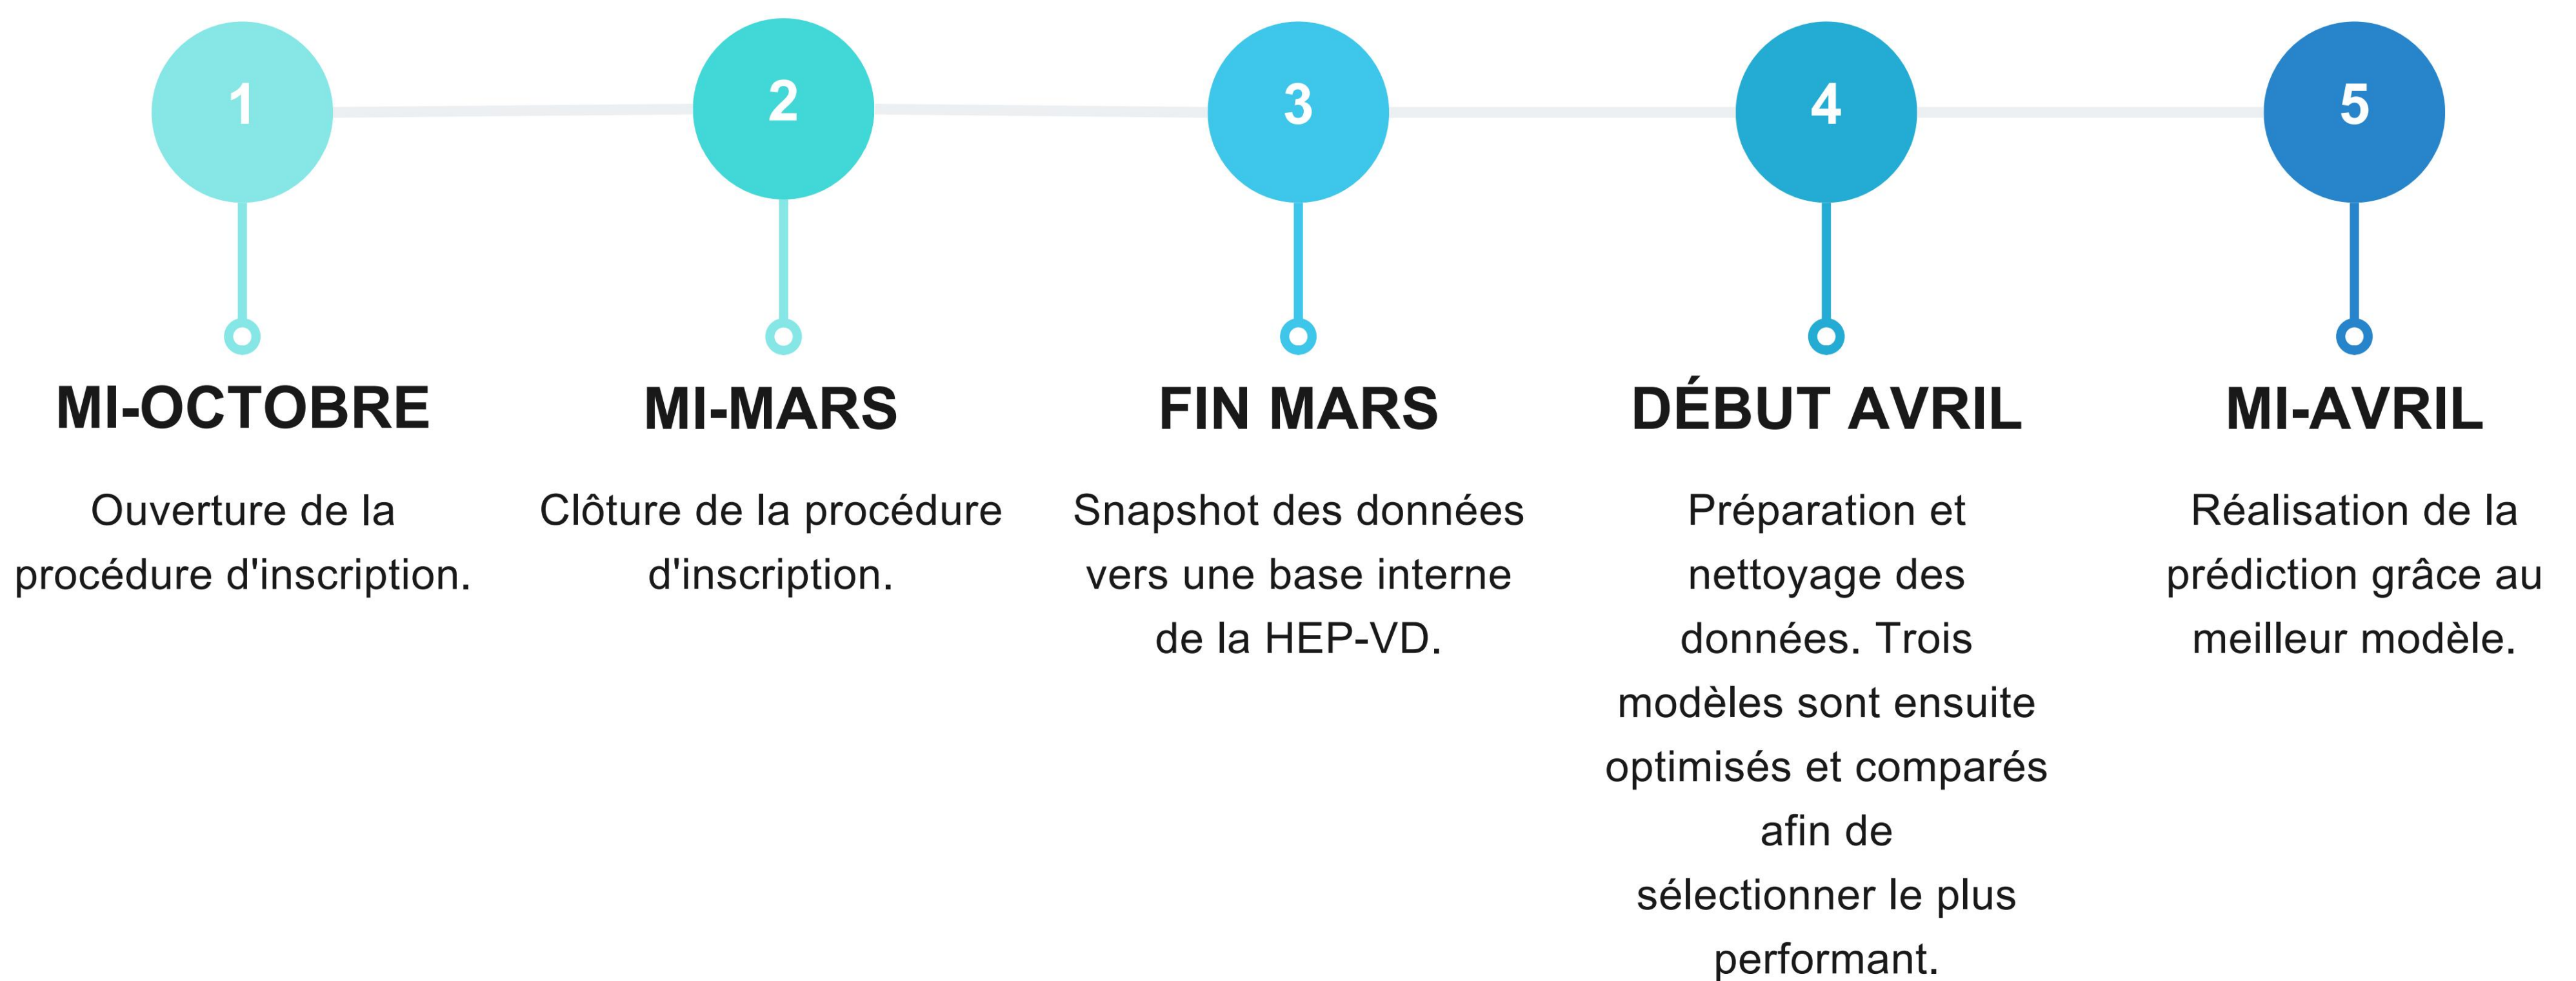 1
2
3
4
5
MI-OCTOBRE
Ouverture de la
procédure d'inscription.
MI-MARS
Clôture de la procédure
d'inscription.
FIN MARS
Snapshot des données
vers une base interne
de la HEP-VD.
DÉBUT AVRIL
Préparation et
nettoyage des
données. Trois
modèles sont ensuite
optimisés et comparés
afin de
sélectionner le plus
performant.
MI-AVRIL
Réalisation de la
prédiction grâce au
meilleur modèle.